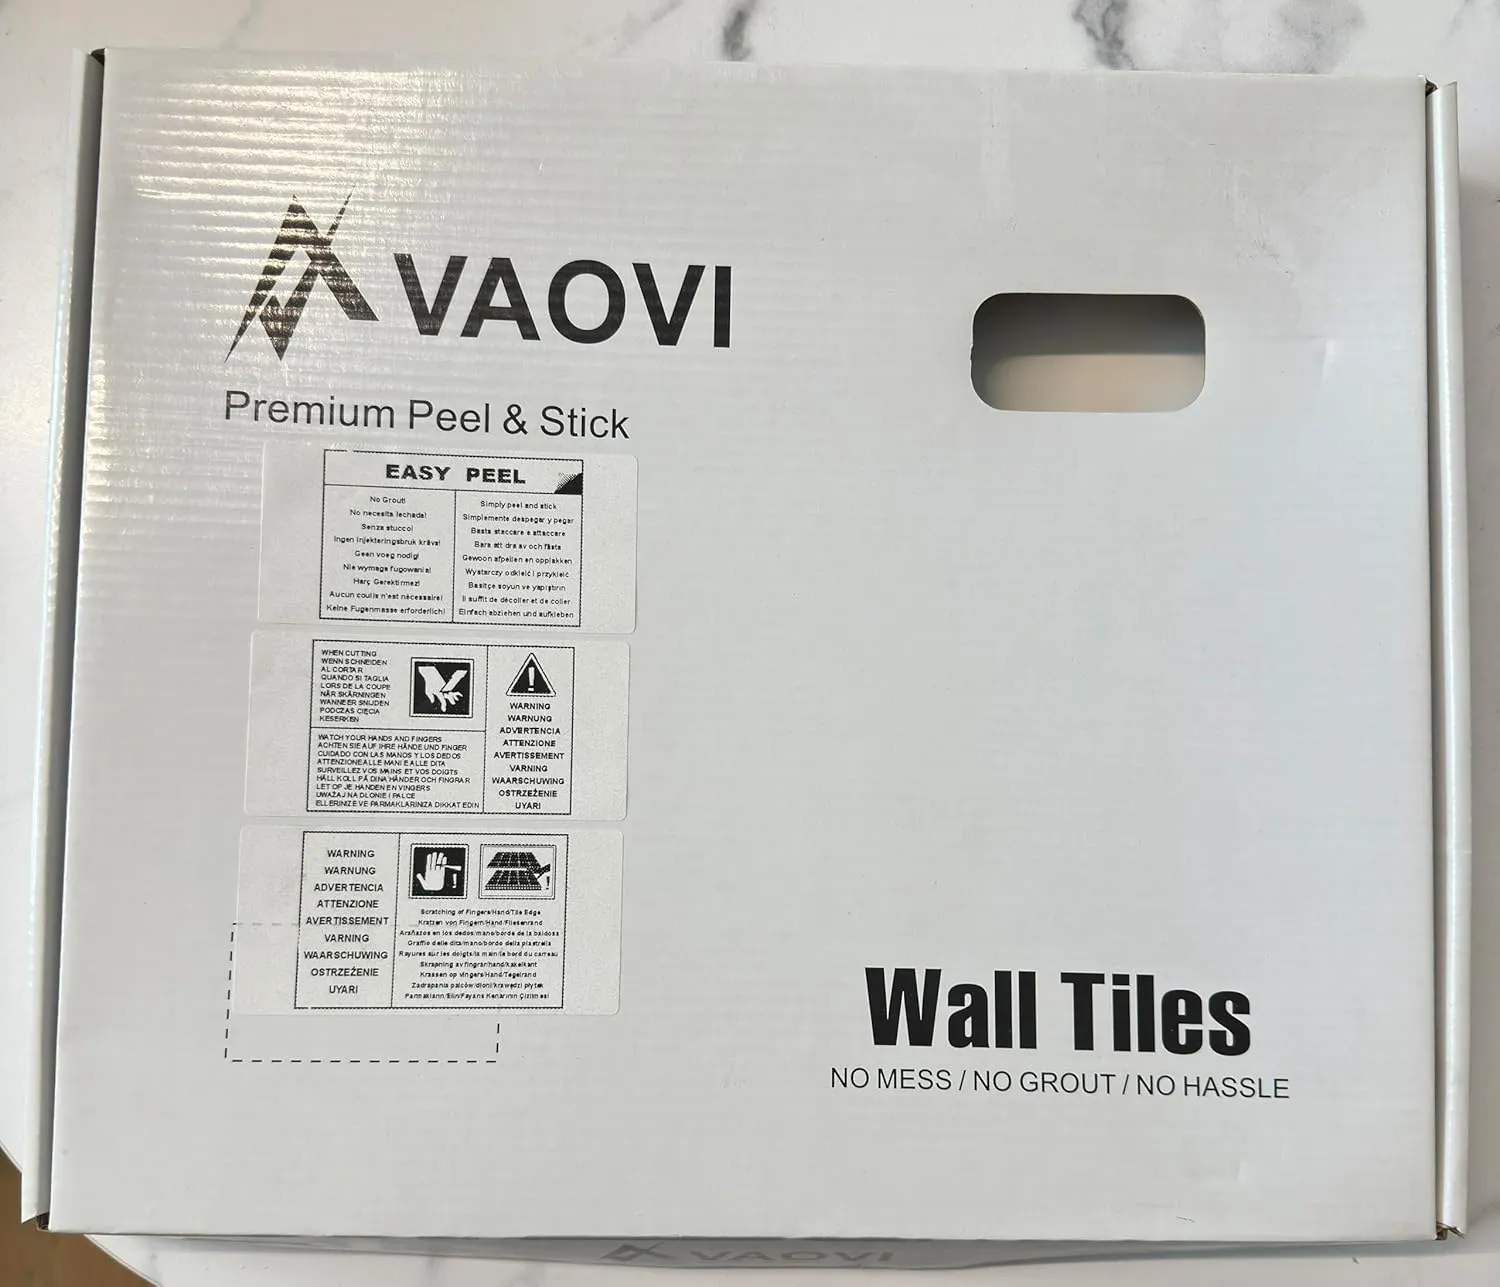 VAOVI
Premium Peel & Stick
EASY PEEL
No Grout!
No necesita lechada!
Senza stucco!
Ingen injekteringsbruk krävs!
Geen voeg nodig!
Nie wymaga fugowania!
Harç Gerektirmez!
Aucun coulis n'est nécessaire!
Keine Fugenmasse erforderlich!
Simply peel and stick
Simplemente despegar y pegar
Basta staccare e attaccare
Bara att dra av och fästa
Gewoon afpellen en opplakken
Wystarczy odkleić i przykleić
Basitçe soyun ve yapıştırın
Il suffit de décoller et de coller
Einfach abziehen und aufkleben
WHEN CUTTING
WENN SCHNEIDEN
AL CORTAR
QUANDO SI TAGLIA
LORS DE LA COUPE
NÄR SKÄRNINGEN
WANNEER SNIJDEN
PODCZAS CIĘCIA
KESERKEN
WATCH YOUR HANDS AND FINGERS
ACHTEN SIE AUF IHRE HÄNDE UND FINGER
CUIDADO CON LAS MANOS Y LOS DEDOS
ATTENZIONE ALLE MANI E ALLE DITA
SURVEILLEZ VOS MAINS ET VOS DOIGTS
HÅLL KOLL PÅ DINA HÄNDER OCH FINGRAR
LET OP JE HANDEN EN VINGERS
UWAŻAJ NA DŁONIE I PALCE
ELLERINIZE VE PARMAKLARINIZA DIKKAT EDIN
WARNING
WARNUNG
ADVERTENCIA
ATTENZIONE
AVERTISSEMENT
VARNING
WAARSCHUWING
OSTRZEŻENIE
UYARI
WARNING
WARNUNG
ADVERTENCIA
ATTENZIONE
AVERTISSEMENT
VARNING
WAARSCHUWING
OSTRZEŻENIE
UYARI
Scratching of Fingers/Hand/Tile Edge
Kratzen von Fingern/Hand/Fliesenrand
Arañazos en los dedos/mano/borde de la baldosa
Graffio delle dita/mano/bordo della piastrella
Rayures sur les doigts/la main/le bord du carreau
Skrapning av fingrar/hand/kakelkant
Krassen op vingers/Hand/Tegelrand
Zadrapania palców/dłoni/krawędzi płytek
Parmakların/Elin/Fayans Kenarının Çizilmesi
Wall Tiles
NO MESS / NO GROUT / NO HASSLE
VAOVI